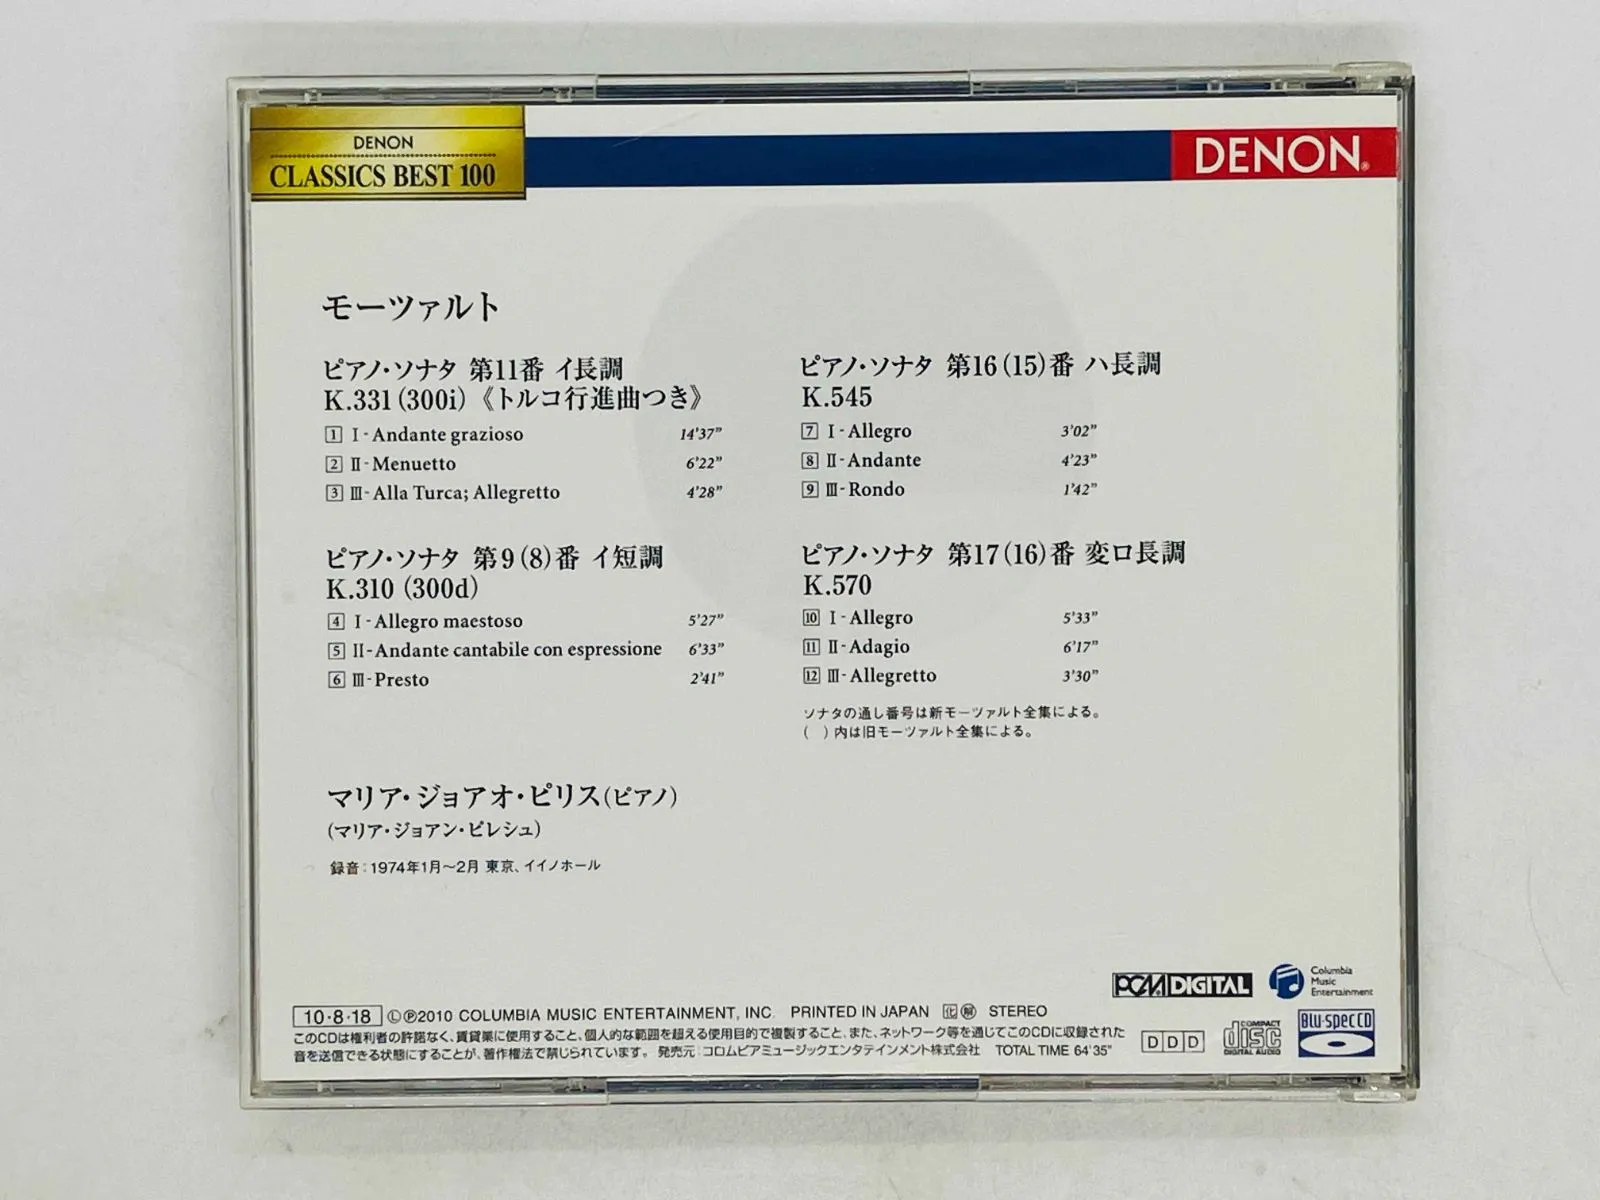 DENON
CLASSICS BEST 100
DENON®
モーツァルト
ピアノ・ソナタ 第11番 イ長調
K.331(300i)《トルコ行進曲つき》
1 Ⅰ-Andante grazioso 14'37"
2 Ⅱ-Menuetto 6'22"
3 Ⅲ-Alla Turca; Allegretto 4'28"
ピアノ・ソナタ 第9(8)番 イ短調
K.310 (300d)
4 Ⅰ-Allegro maestoso 5'27"
5 Ⅱ-Andante cantabile con espressione 6'33"
6 Ⅲ-Presto 2'41"
ピアノ・ソナタ 第16(15)番 ハ長調
K.545
7 Ⅰ-Allegro 3'02"
8 Ⅱ-Andante 4'23"
9 Ⅲ-Rondo 1'42"
ピアノ・ソナタ 第17(16)番 変ロ長調
K.570
10 Ⅰ-Allegro 5'33"
11 Ⅱ-Adagio 6'17"
12 Ⅲ-Allegretto 3'30"
ソナタの通し番号は新モーツァルト全集による。
( )内は旧モーツァルト全集による。
マリア・ジョアオ・ピリス(ピアノ)
(マリア・ジョアン・ピレシュ)
録音:1974年1月〜2月 東京、イイノホール
PCM DIGITAL
Columbia
Music
Entertainment
10・8・18 ⒸⓅ2010 COLUMBIA MUSIC ENTERTAINMENT, INC. PRINTED IN JAPAN STEREO
このCDは権利者の許諾なく、賃貸業に使用すること、個人的な範囲を超える使用目的で複製すること、また、ネットワーク等を通じてこのCDに収録された
音を送信できる状態にすることが、著作権法で禁じられています。 発売元:コロムビアミュージックエンタテインメント株式会社 TOTAL TIME 64'35"
DDD
COMPACT
disc
DIGITAL AUDIO
Blu-specCD